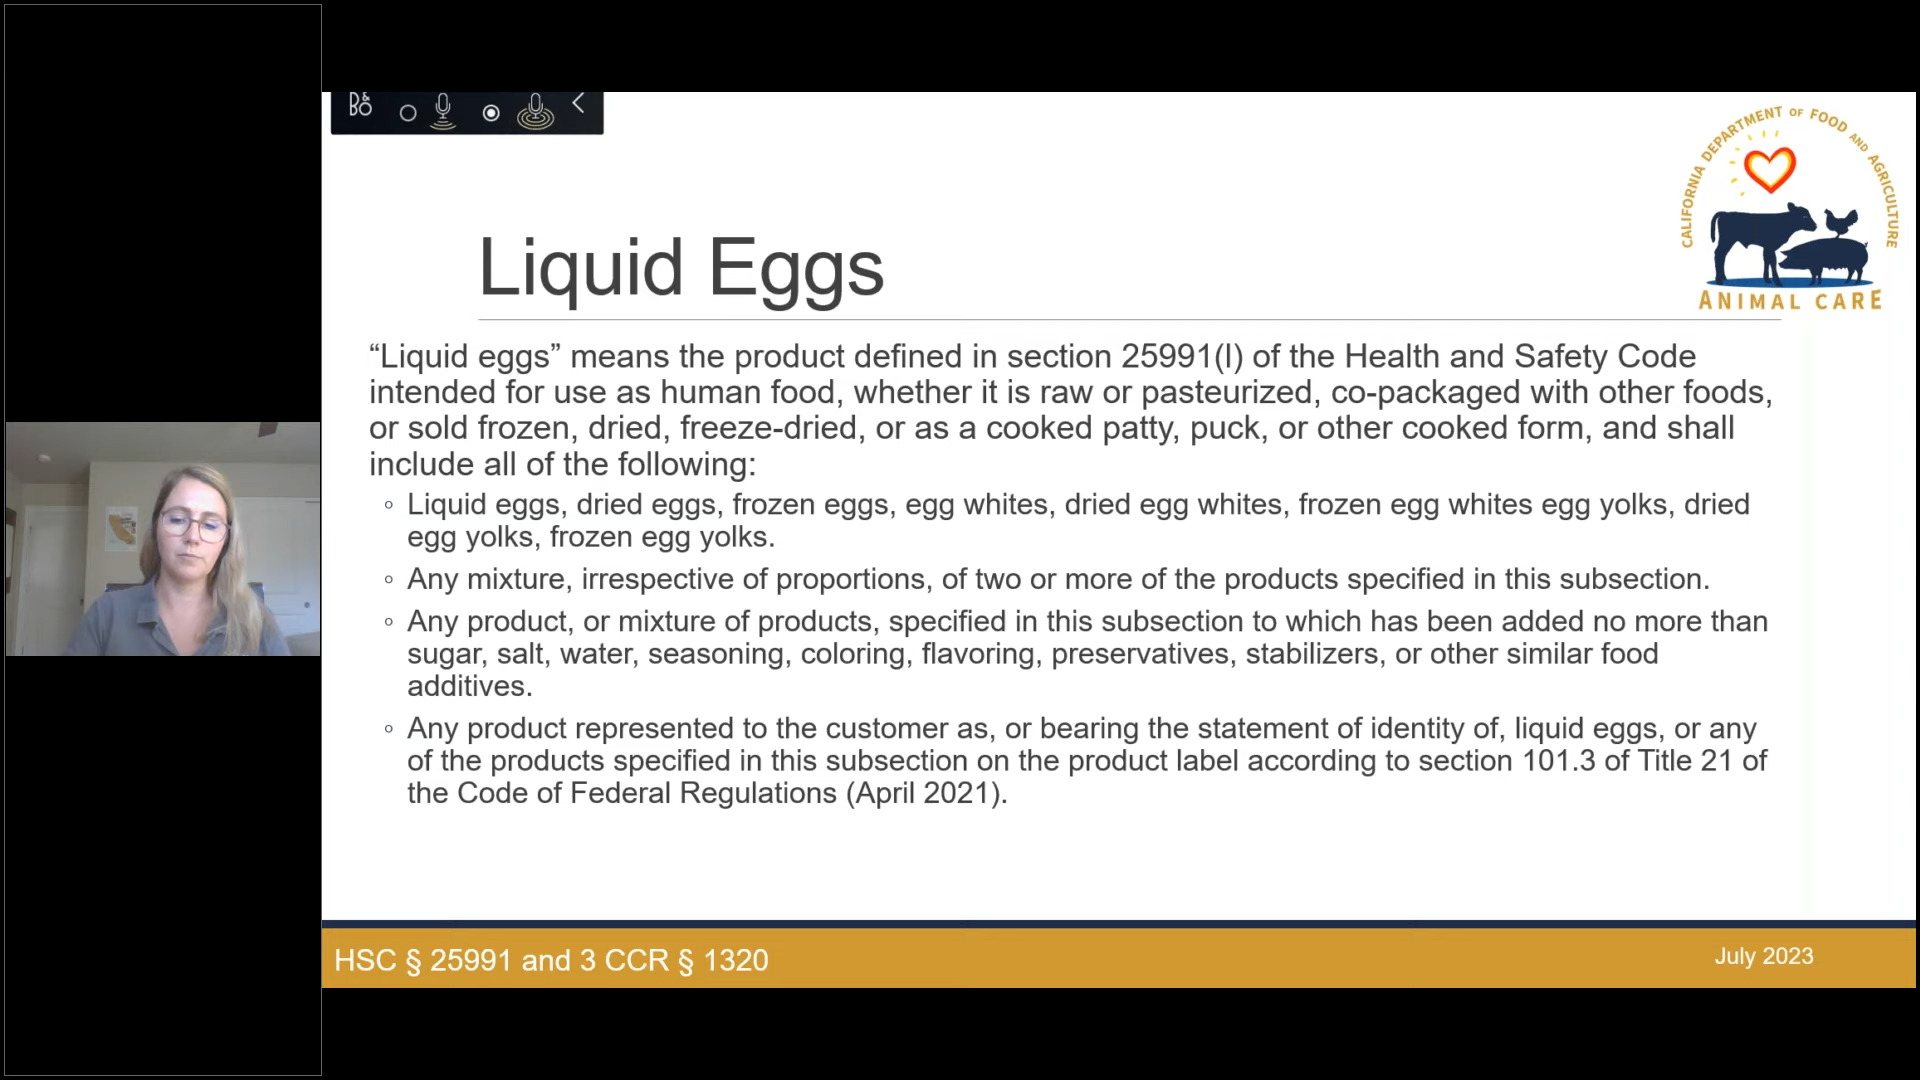 B&O
CALIFORNIA DEPARTMENT OF FOOD AND AGRICULTURE
ANIMAL CARE
Liquid Eggs
“Liquid eggs” means the product defined in section 25991(l) of the Health and Safety Code
intended for use as human food, whether it is raw or pasteurized, co-packaged with other foods,
or sold frozen, dried, freeze-dried, or as a cooked patty, puck, or other cooked form, and shall
include all of the following:
◦ Liquid eggs, dried eggs, frozen eggs, egg whites, dried egg whites, frozen egg whites egg yolks, dried
egg yolks, frozen egg yolks.
◦ Any mixture, irrespective of proportions, of two or more of the products specified in this subsection.
◦ Any product, or mixture of products, specified in this subsection to which has been added no more than
sugar, salt, water, seasoning, coloring, flavoring, preservatives, stabilizers, or other similar food
additives.
◦ Any product represented to the customer as, or bearing the statement of identity of, liquid eggs, or any
of the products specified in this subsection on the product label according to section 101.3 of Title 21 of
the Code of Federal Regulations (April 2021).
HSC § 25991 and 3 CCR § 1320
July 2023